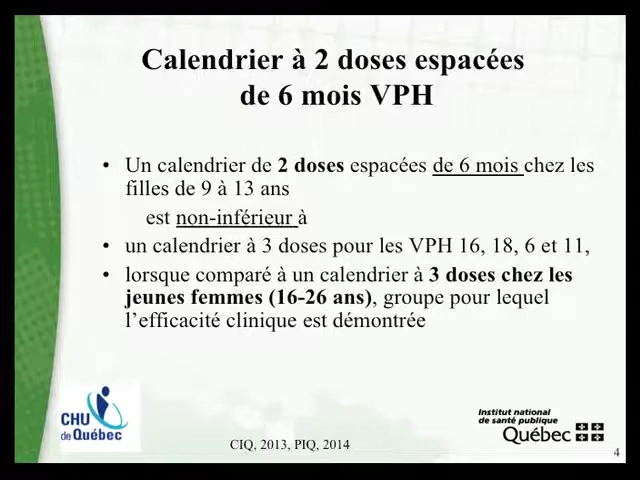 Calendrier à 2 doses espacées
de 6 mois VPH
• Un calendrier de 2 doses espacées de 6 mois chez les
filles de 9 à 13 ans
est non-inférieur à
• un calendrier à 3 doses pour les VPH 16, 18, 6 et 11,
• lorsque comparé à un calendrier à 3 doses chez les
jeunes femmes (16-26 ans), groupe pour lequel
l’efficacité clinique est démontrée
CHU
de Québec
CIQ, 2013, PIQ, 2014
Institut national
de santé publique
Québec
4